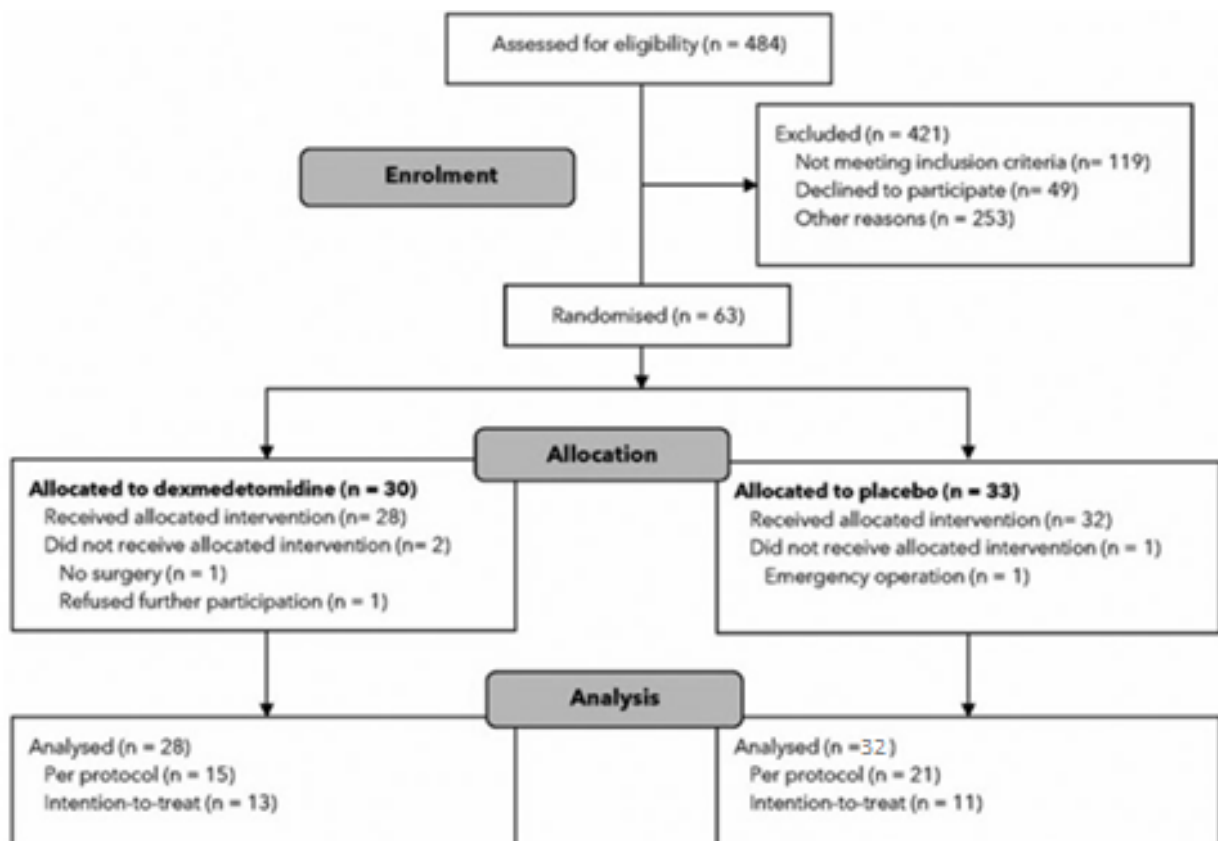 Assessed for eligibility (n = 484)
Excluded (n = 421)
Not meeting inclusion criteria (n= 119)
Declined to participate (n= 49)
Other reasons (n = 253)
Enrolment
Randomised (n = 63)
Allocation
Allocated to dexmedetomidine (n = 30)
Received allocated intervention (n= 28)
Did not receive allocated intervention (n= 2)
No surgery (n = 1)
Refused further participation (n = 1)
Allocated to placebo (n = 33)
Received allocated intervention (n = 32)
Did not receive allocated intervention (n = 1)
Emergency operation (n = 1)
Analysis
Analysed (n = 28)
Per protocol (n = 15)
Intention-to-treat (n = 13)
Analysed (n =32)
Per protocol (n = 21)
Intention-to-treat (n = 11)